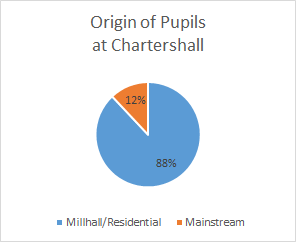 Origin of Pupils
at Chartershall
12%
88%
Millhall/Residential Mainstream